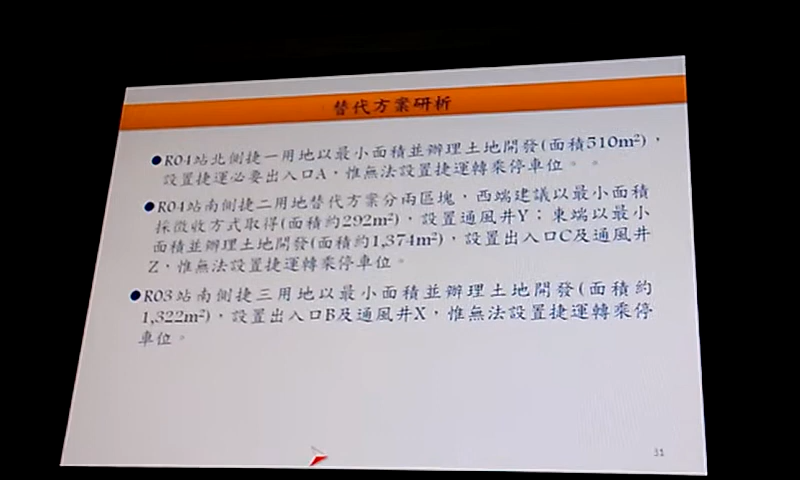 替代方案研析
●R04站北側捷一用地以最小面積並辦理土地開發(面積510m²)，
設置捷運必要出入口A，惟無法設置捷運轉乘停車位。
●R04站南側捷二用地替代方案分兩區塊，西端建議以最小面積
採徵收方式取得(面積約292m²)，設置通風井Y；東端以最小
面積並辦理土地開發(面積約1,374m²)，設置出入口C及通風井
Z，惟無法設置捷運轉乘停車位。
●R03站南側捷三用地以最小面積並辦理土地開發(面積約
1,322m²)，設置出入口B及通風井X，惟無法設置捷運轉乘停
車位。
31